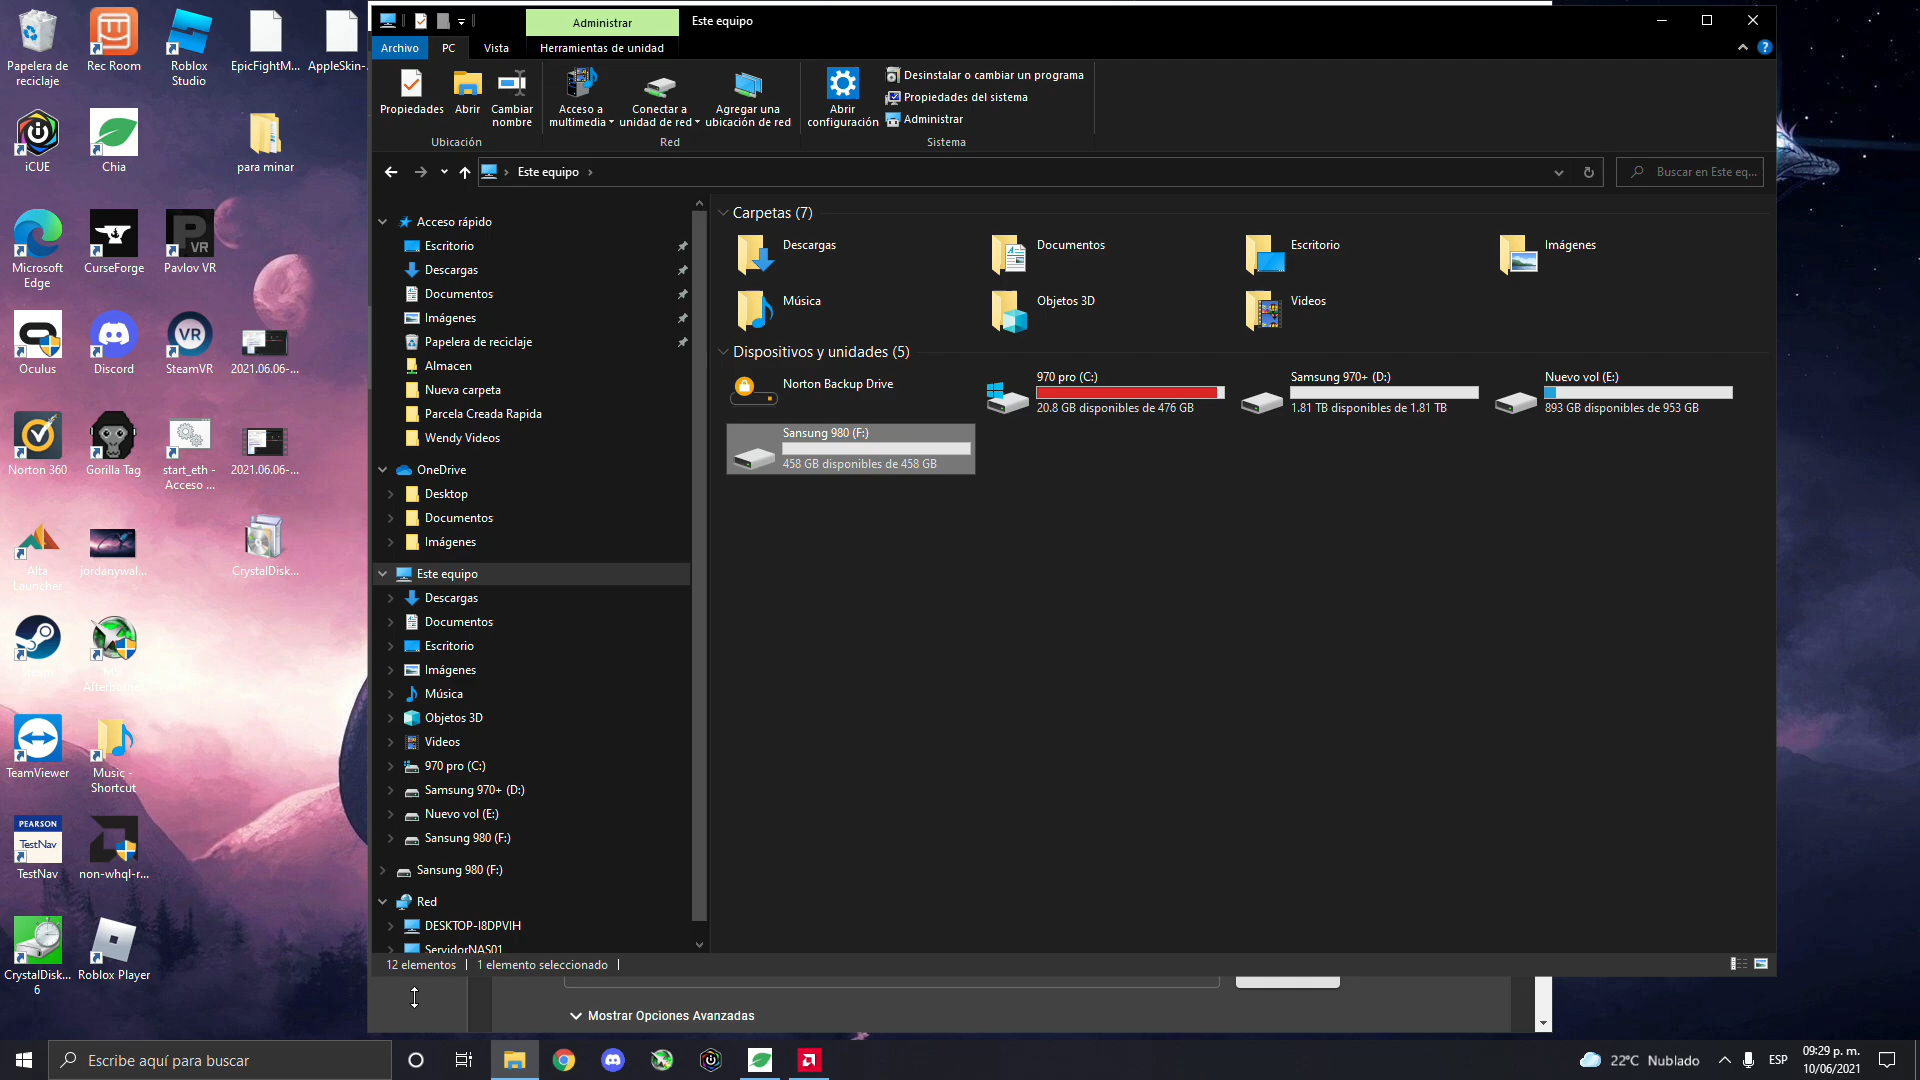 Papelera de
reciclaje
Rec Room
Roblox
Studio
EpicFightM...
AppleSkin-
iCUE
Chia
para minar
Microsoft
Edge
CurseForge
Pavlov VR
Oculus
Discord
SteamVR
2021.06.06-...
Norton 360
Gorilla Tag
start_eth -
Acceso ...
2021.06.06-...
Alta
Launcher
jordanywal...
CrystalDisk...
TeamViewer
Music -
Shortcut
PEARSON
TestNav
TestNav
non-whql-r...
CrystalDisk...
6
Roblox Player
Administrar
Este equipo
Archivo
PC
Vista
Herramientas de unidad
Propiedades
Abrir
Cambiar
nombre
Acceso a
multimedia
Conectar a
unidad de red
Agregar una
ubicación de red
Abrir
configuración
Desinstalar o cambiar un programa
Propiedades del sistema
Administrar
Ubicación
Red
Sistema
Este equipo
Buscar en Este eq...
Acceso rápido
Escritorio
Descargas
Documentos
Imágenes
Papelera de reciclaje
Almacen
Nueva carpeta
Parcela Creada Rapida
Wendy Videos
OneDrive
Desktop
Documentos
Imágenes
Este equipo
Descargas
Documentos
Escritorio
Imágenes
Música
Objetos 3D
Videos
970 pro (C:)
Samsung 970+ (D:)
Nuevo vol (E:)
Sansung 980 (F:)
Sansung 980 (F:)
Red
DESKTOP-I8DPVIH
ServidorNAS01
Carpetas (7)
Descargas
Documentos
Escritorio
Imágenes
Música
Objetos 3D
Videos
Dispositivos y unidades (5)
Norton Backup Drive
970 pro (C:)
20.8 GB disponibles de 476 GB
Samsung 970+ (D:)
1.81 TB disponibles de 1.81 TB
Nuevo vol (E:)
893 GB disponibles de 953 GB
Sansung 980 (F:)
458 GB disponibles de 458 GB
12 elementos
1 elemento seleccionado
Mostrar Opciones Avanzadas
Escribe aquí para buscar
22°C Nublado
ESP
09:29 p. m.
10/06/2021